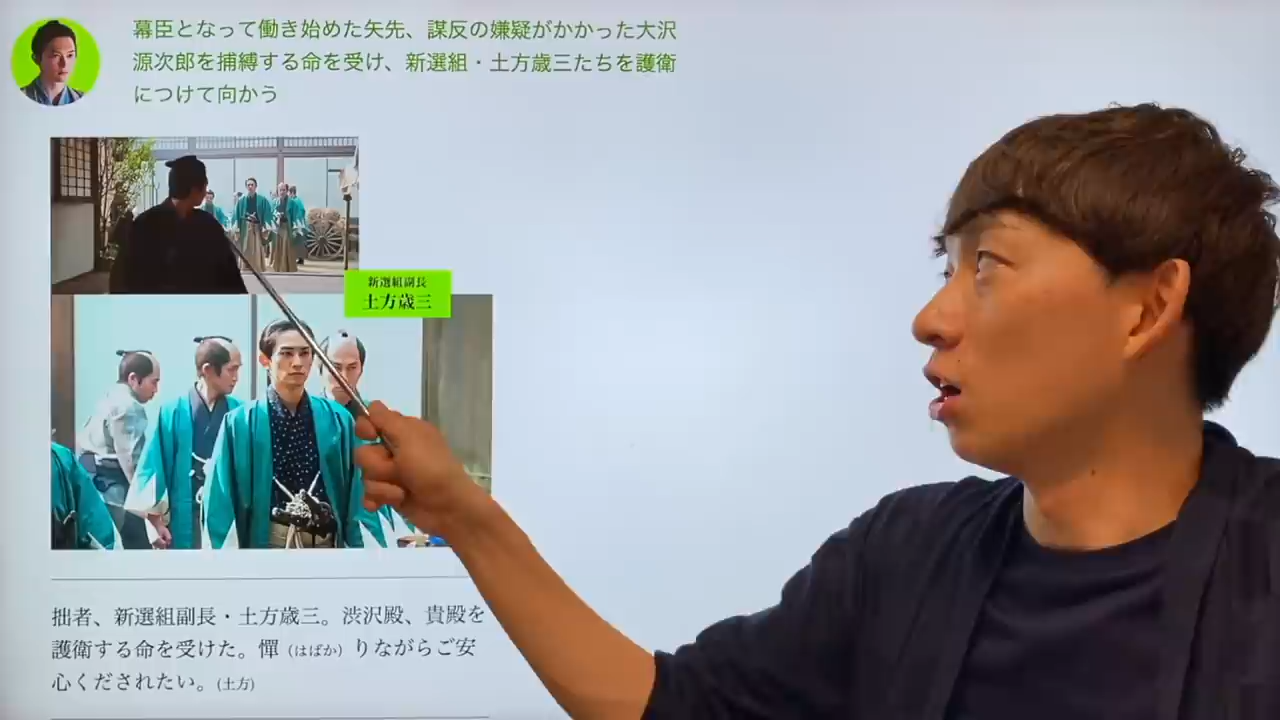 幕臣となって働き始めた矢先、謀反の嫌疑がかかった大沢
源次郎を捕縛する命を受け、新選組・土方歳三たちを護衛
につけて向かう
新選組副長
土方歳三
拙者、新選組副長・土方歳三。渋沢殿、貴殿を
護衛する命を受けた。憚（はばか）りながらご安
心くだされたい。(土方)